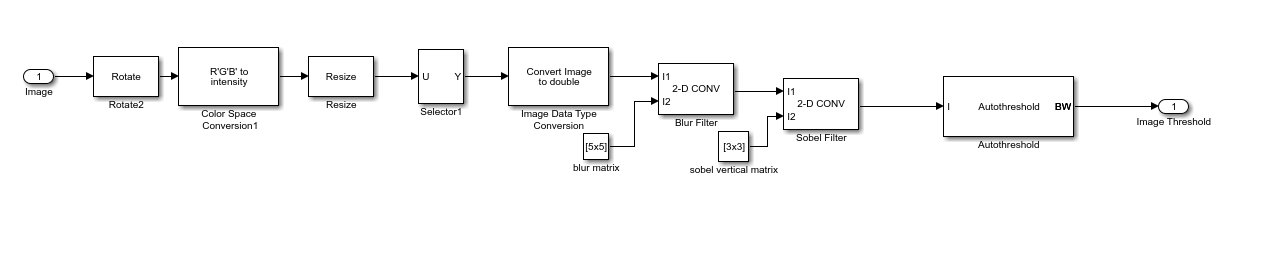 1
Image
Rotate
Rotate2
R'G'B' to
intensity
Color Space
Conversion1
Resize
Resize
U Y
Selector1
Convert Image
to double
Image Data Type
Conversion
[5x5]
blur matrix
I1
2-D CONV
I2
Blur Filter
[3x3]
sobel vertical matrix
I1
2-D CONV
I2
Sobel Filter
I Autothreshold BW
Autothreshold
1
Image Threshold